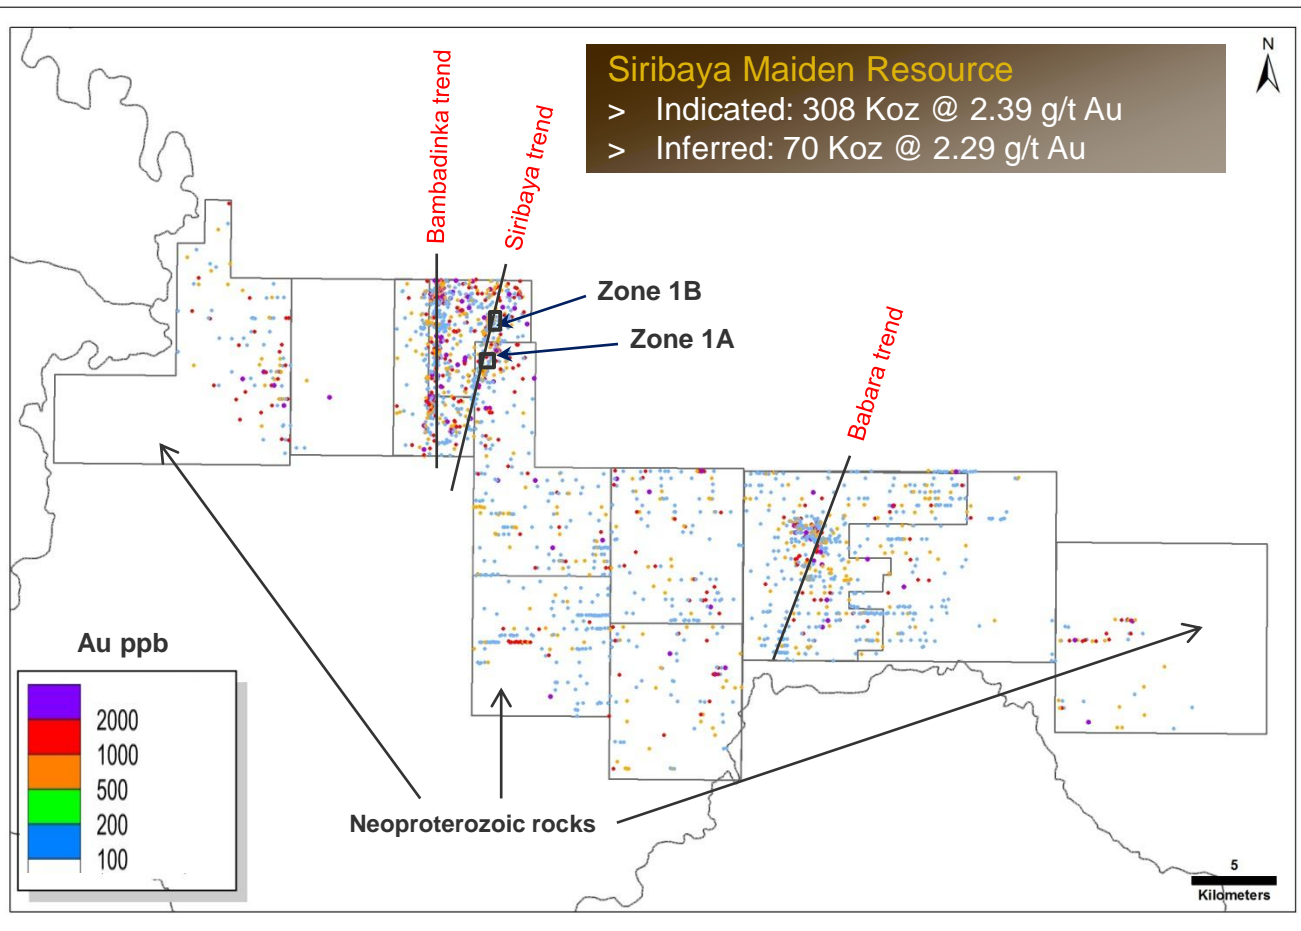 N
Siribaya Maiden Resource
> Indicated: 308 Koz @ 2.39 g/t Au
> Inferred: 70 Koz @ 2.29 g/t Au
Bambadinka trend
Siribaya trend
Zone 1B
Zone 1A
Babara trend
Neoproterozoic rocks
Au ppb
2000
1000
500
200
100
5
Kilometers